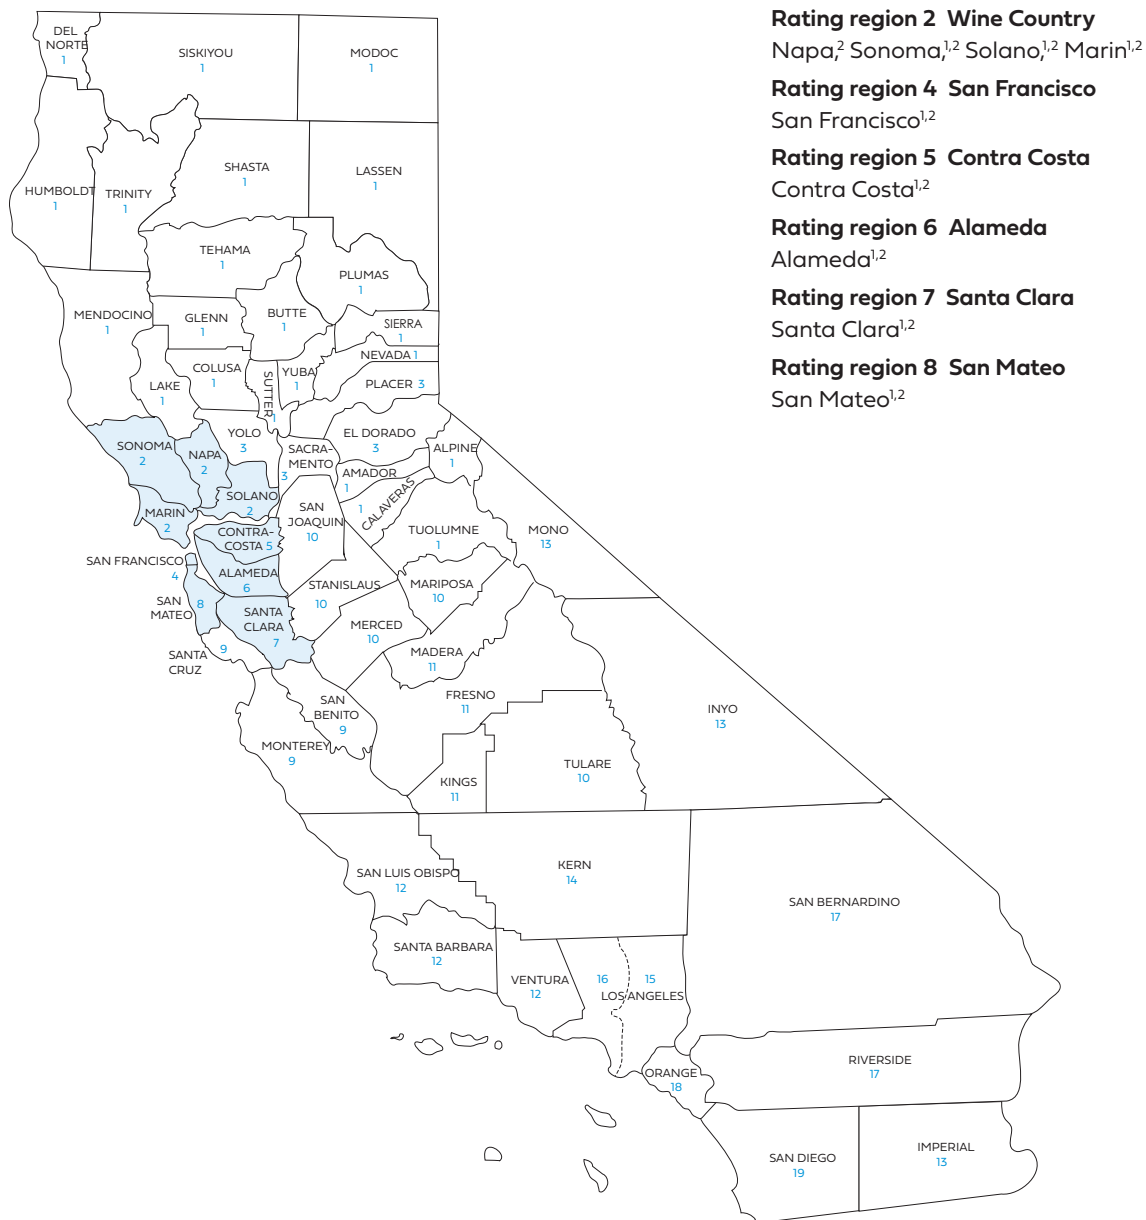 Rating region 2 Wine Country
Napa,² Sonoma,¹,² Solano,¹,² Marin¹,²
Rating region 4 San Francisco
San Francisco¹,²
Rating region 5 Contra Costa
Contra Costa¹,²
Rating region 6 Alameda
Alameda¹,²
Rating region 7 Santa Clara
Santa Clara¹,²
Rating region 8 San Mateo
San Mateo¹,²
DEL
NORTE
1
SISKIYOU
1
MODOC
1
HUMBOLDT
1
TRINITY
1
SHASTA
1
LASSEN
1
TEHAMA
1
PLUMAS
1
MENDOCINO
1
GLENN
1
BUTTE
1
SIERRA
1
NEVADA 1
PLACER 3
LAKE
1
COLUSA
1
SUTTER
1
YUBA
1
SONOMA
2
NAPA
2
YOLO
3
SACRA-
MENTO
3
EL DORADO
3
ALPINE
1
AMADOR
1
CALAVERAS
1
SOLANO
2
MARIN
2
SAN
JOAQUIN
10
TUOLUMNE
1
MONO
13
CONTRA-
COSTA 5
SAN FRANCISCO
4
ALAMEDA
6
STANISLAUS
10
MARIPOSA
10
SAN
MATEO
8
SANTA
CLARA
7
MERCED
10
MADERA
11
SANTA
CRUZ
9
SAN
BENITO
9
FRESNO
11
INYO
13
MONTEREY
9
KINGS
11
TULARE
10
SAN LUIS OBISPO
12
KERN
14
SAN BERNARDINO
17
SANTA BARBARA
12
VENTURA
12
16
15
LOS ANGELES
ORANGE
18
RIVERSIDE
17
SAN DIEGO
19
IMPERIAL
13